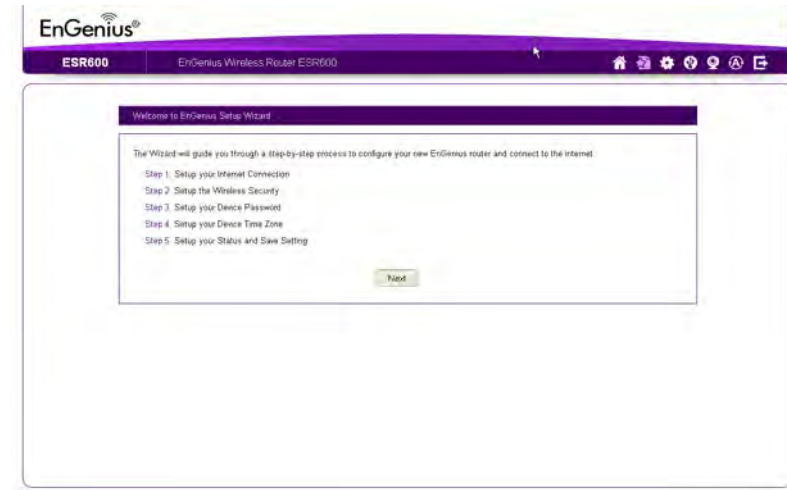 EnGenius®
ESR600
EnGenius Wireless Router ESR600
Welcome to EnGenius Setup Wizard
The Wizard will guide you through a step-by-step process to configure your new EnGenius router and connect to the internet
Step 1 Setup your Internet Connection
Step 2 Setup the Wireless Security
Step 3 Setup your Device Password
Step 4 Setup your Device Time Zone
Step 5 Setup your Status and Save Setting
Next